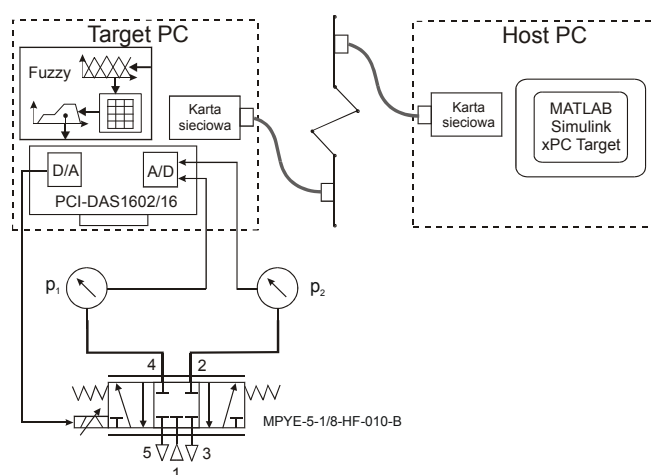 Target PC
Host PC
Fuzzy
Karta
sieciowa
Karta
sieciowa
MATLAB
Simulink
xPC Target
D/A
A/D
PCI-DAS1602/16
p1
p2
4
2
MPYE-5-1/8-HF-010-B
5
3
1